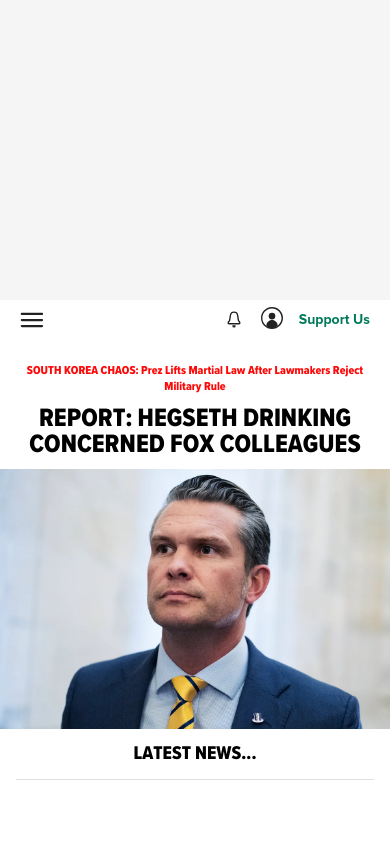 Support Us
SOUTH KOREA CHAOS: Prez Lifts Martial Law After Lawmakers Reject
Military Rule
REPORT: HEGSETH DRINKING
CONCERNED FOX COLLEAGUES
LATEST NEWS...